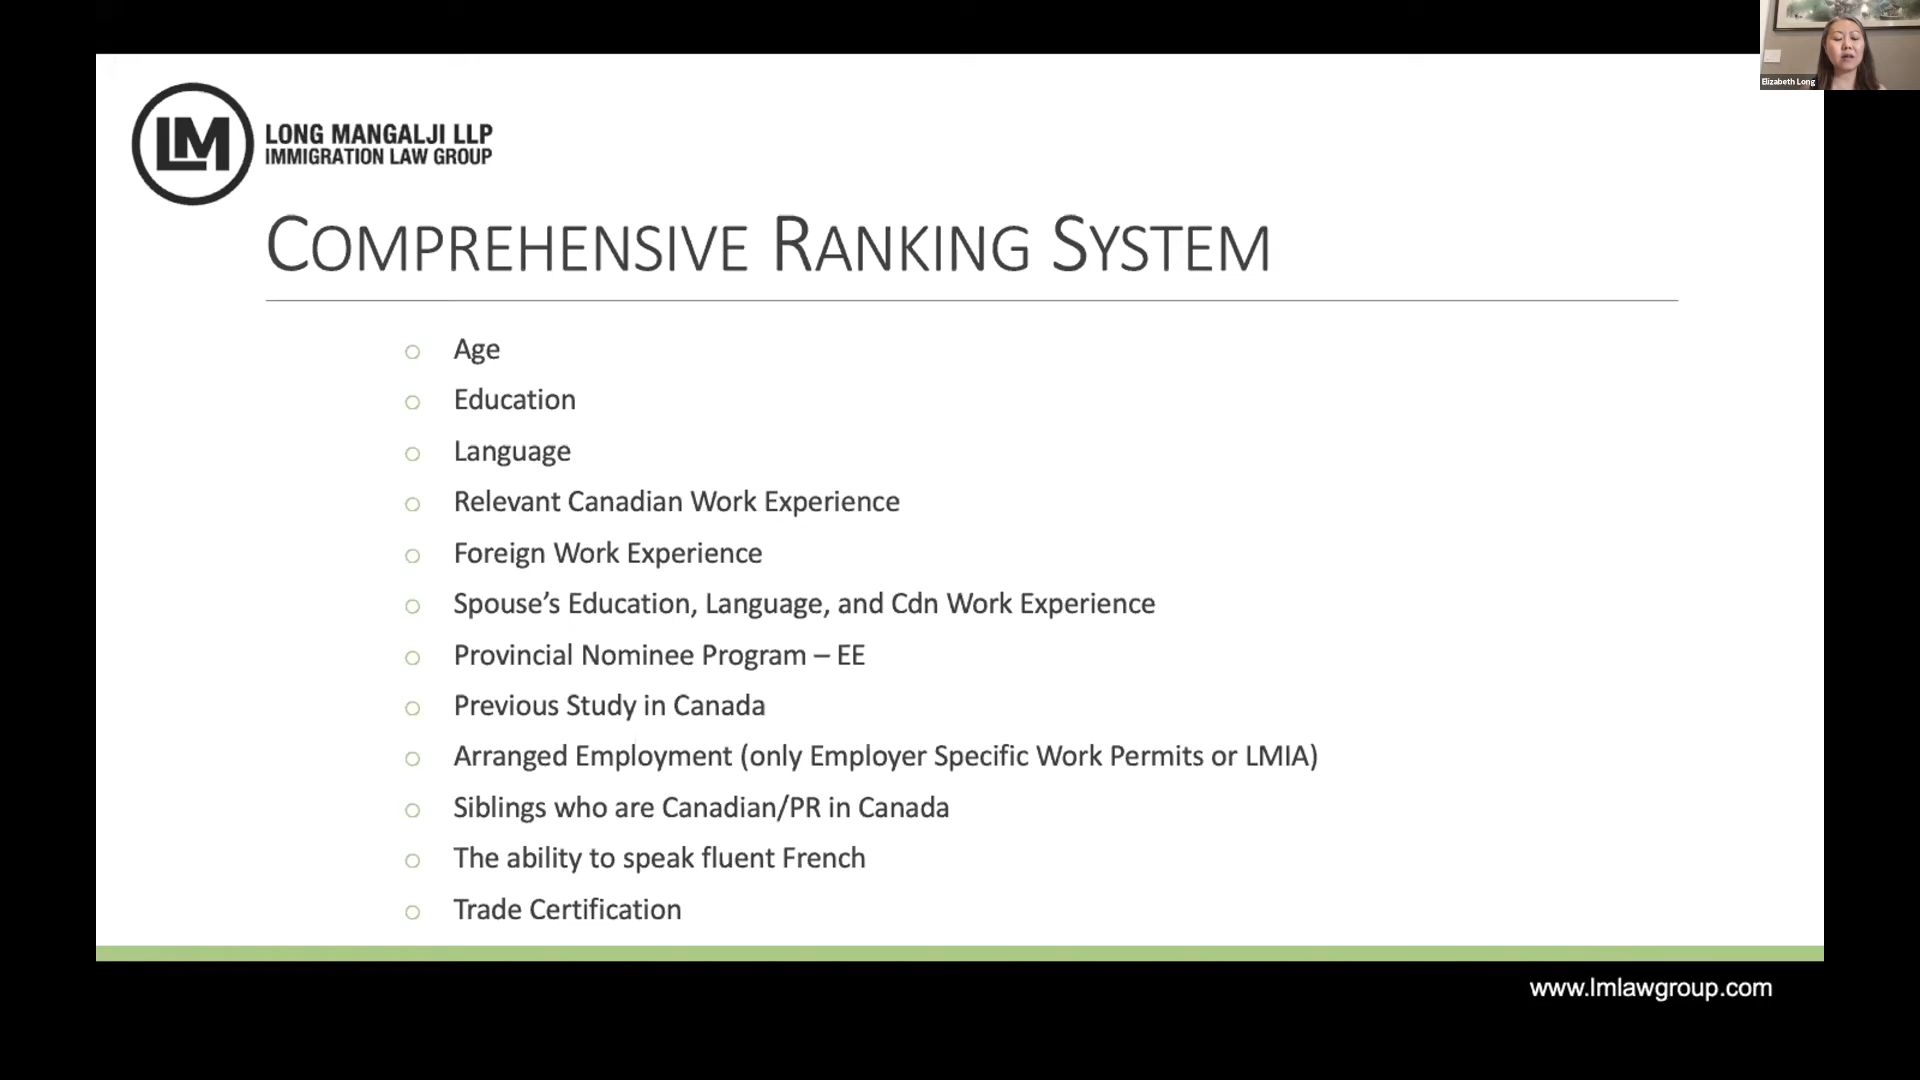 Elizabeth Long
LM
LONG MANGALJI LLP
IMMIGRATION LAW GROUP
COMPREHENSIVE RANKING SYSTEM
Age
Education
Language
Relevant Canadian Work Experience
Foreign Work Experience
Spouse’s Education, Language, and Cdn Work Experience
Provincial Nominee Program – EE
Previous Study in Canada
Arranged Employment (only Employer Specific Work Permits or LMIA)
Siblings who are Canadian/PR in Canada
The ability to speak fluent French
Trade Certification
www.lmlawgroup.com